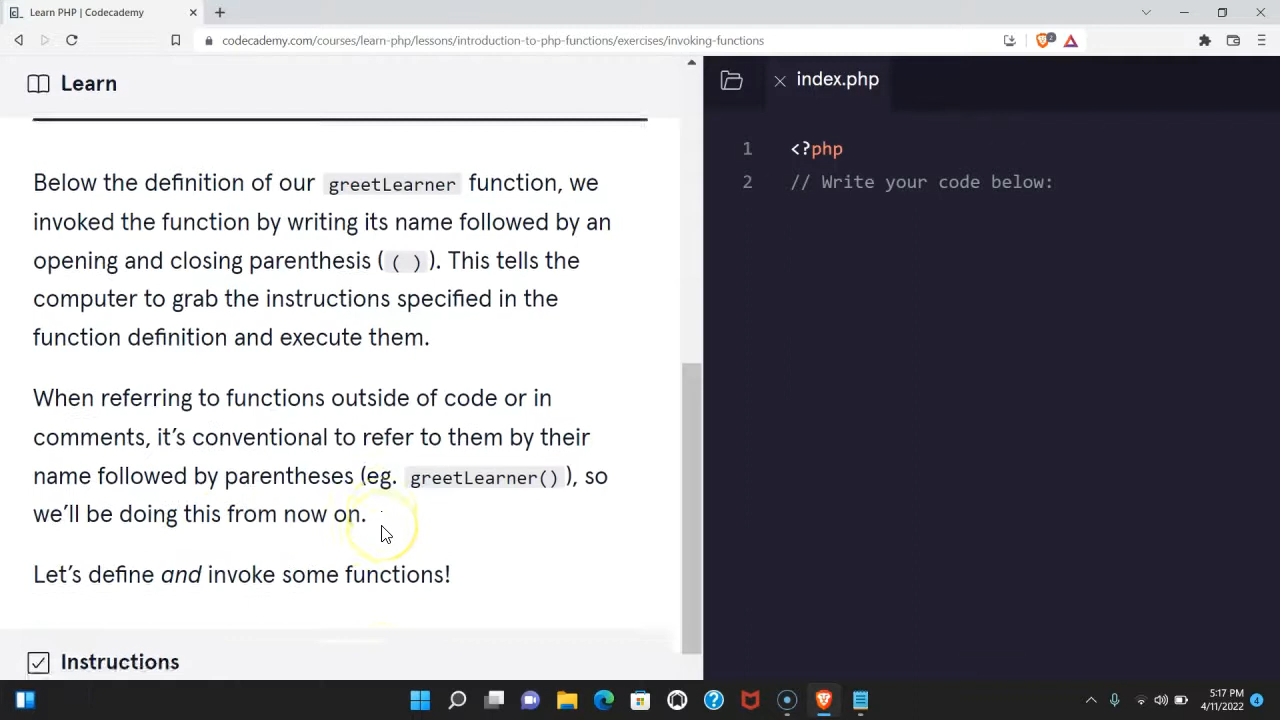 Learn PHP | Codecademy
codecademy.com/courses/learn-php/lessons/introduction-to-php-functions/exercises/invoking-functions
2
Learn
Below the definition of our greetLearner function, we
invoked the function by writing its name followed by an
opening and closing parenthesis ( ( ) ). This tells the
computer to grab the instructions specified in the
function definition and execute them.
When referring to functions outside of code or in
comments, it’s conventional to refer to them by their
name followed by parentheses (eg. greetLearner() ), so
we’ll be doing this from now on.
Let’s define and invoke some functions!
Instructions
index.php
1 <?php
2 // Write your code below:
5:17 PM
4/11/2022
4